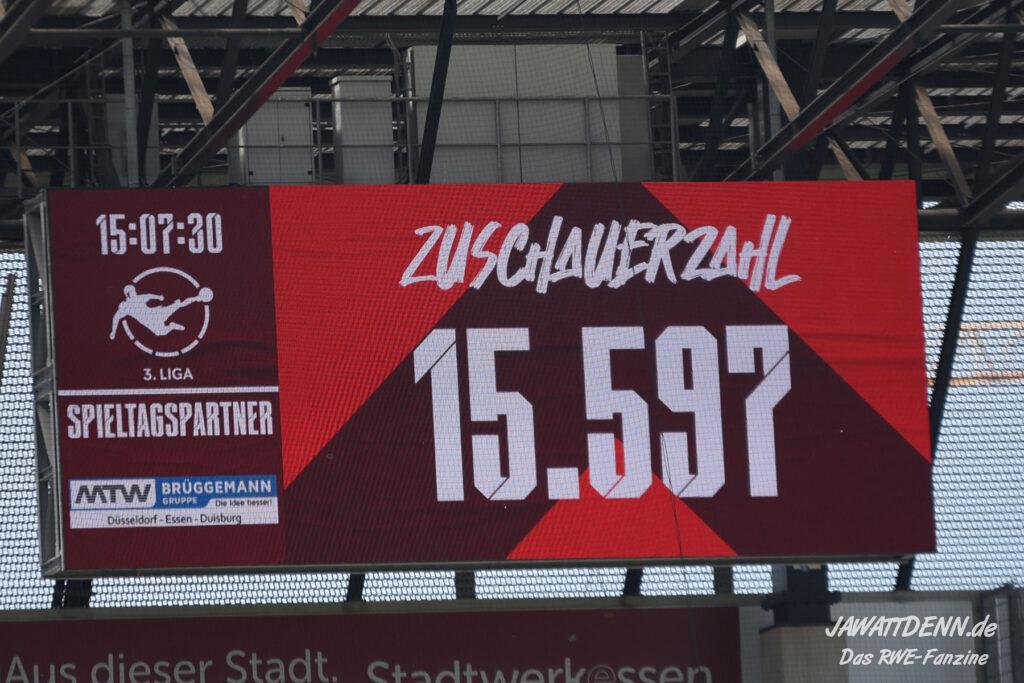 15:07:30
3. LIGA
SPIELTAGSPARTNER
MTW BRÜGGEMANN
GRUPPE Die Idee besser!
Düsseldorf - Essen - Duisburg
ZUSCHAUERZAHL
15.597
Aus dieser Stadt. Stadtwerkessen
JAWATTDENN.de
Das RWE-Fanzine